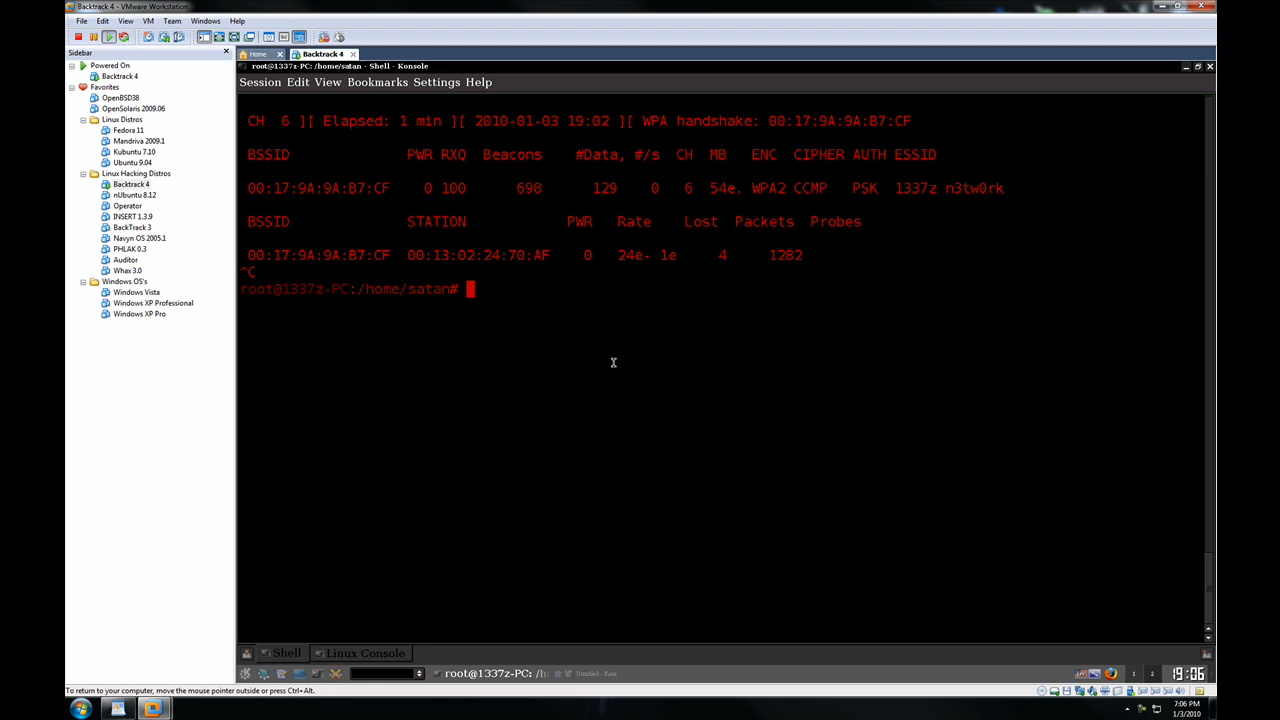 Backtrack 4 - VMware Workstation
File Edit View VM Team Windows Help
Sidebar
Powered On
Backtrack 4
Favorites
OpenBSD38
OpenSolaris 2009.06
Linux Distros
Fedora 11
Mandriva 2009.1
Kubuntu 7.10
Ubuntu 9.04
Linux Hacking Distros
Backtrack 4
nUbuntu 8.12
Operator
INSERT 1.3.9
BackTrack 3
Navyn OS 2005.1
PHLAK 0.3
Auditor
Whax 3.0
Windows OS's
Windows Vista
Windows XP Professional
Windows XP Pro
Home Backtrack 4
root@1337z-PC: /home/satan - Shell - Konsole
Session Edit View Bookmarks Settings Help
CH 6 ][ Elapsed: 1 min ][ 2010-01-03 19:02 ][ WPA handshake: 00:17:9A:9A:B7:CF
BSSID PWR RXQ Beacons #Data, #/s CH MB ENC CIPHER AUTH ESSID
00:17:9A:9A:B7:CF 0 100 698 129 0 6 54e. WPA2 CCMP PSK 1337z n3tw0rk
BSSID STATION PWR Rate Lost Packets Probes
00:17:9A:9A:B7:CF 00:13:02:24:70:AF 0 24e- 1e 4 1282
^C
root@1337z-PC:/home/satan#
Shell Linux Console
root@1337z-PC: /h Untitled - Kate 1 2 19:06
To return to your computer, move the mouse pointer outside or press Ctrl+Alt.
7:06 PM
1/3/2010